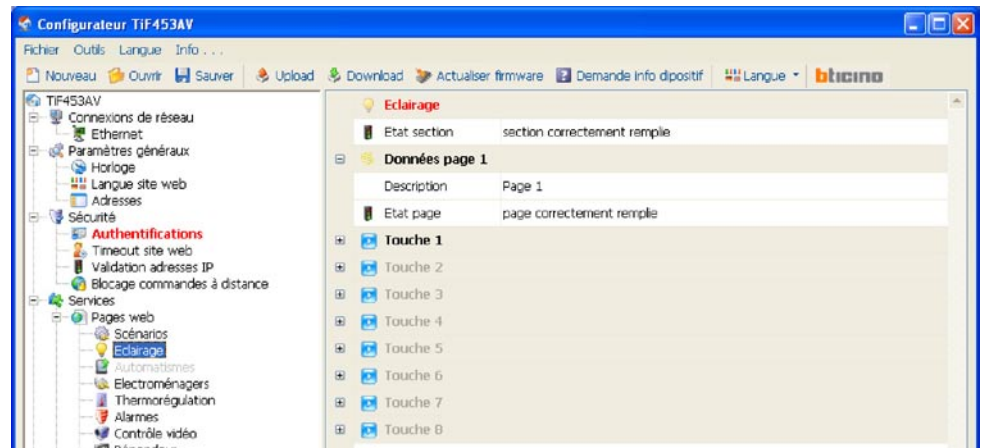 Configurateur TiF453AV
Fichier Outils Langue Info . . .
Nouveau Ouvrir Sauver Upload Download Actualiser firmware Demande info dipositif Langue bticino
TiF453AV
Connexions de réseau
Ethernet
Paramètres généraux
Horloge
Langue site web
Adresses
Sécurité
Authentifications
Timeout site web
Validation adresses IP
Blocage commandes à distance
Services
Pages web
Scénarios
Eclairage
Automatismes
Electroménagers
Thermorégulation
Alarmes
Contrôle vidéo
Eclairage
Etat section section correctement remplie
Données page 1
Description Page 1
Etat page page correctement remplie
Touche 1
Touche 2
Touche 3
Touche 4
Touche 5
Touche 6
Touche 7
Touche 8